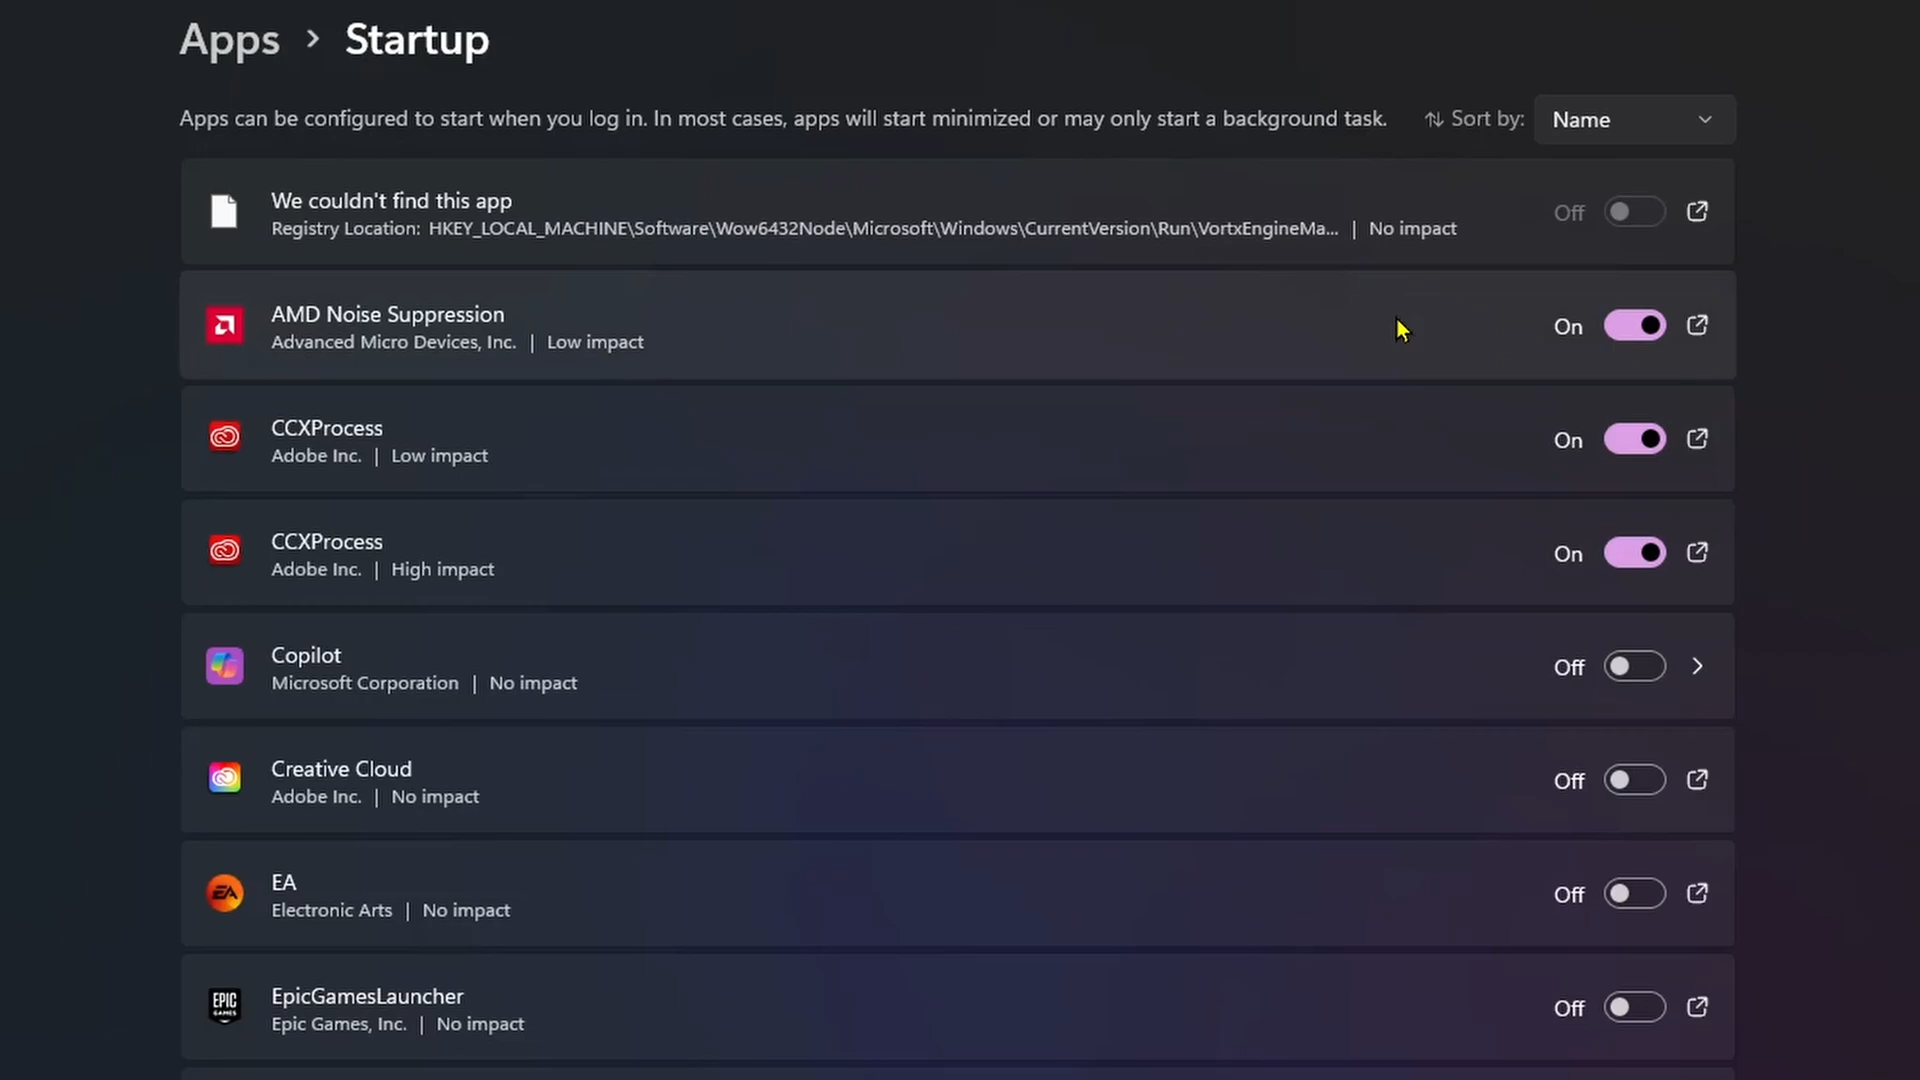 Apps > Startup
Apps can be configured to start when you log in. In most cases, apps will start minimized or may only start a background task. Sort by: Name
We couldn't find this app
Registry Location: HKEY_LOCAL_MACHINE\Software\Wow6432Node\Microsoft\Windows\CurrentVersion\Run\VortxEngineMa... | No impact
Off
AMD Noise Suppression
Advanced Micro Devices, Inc. | Low impact
On
CCXProcess
Adobe Inc. | Low impact
On
CCXProcess
Adobe Inc. | High impact
On
Copilot
Microsoft Corporation | No impact
Off
Creative Cloud
Adobe Inc. | No impact
Off
EA
EA
Electronic Arts | No impact
Off
EPIC
GAMES
EpicGamesLauncher
Epic Games, Inc. | No impact
Off